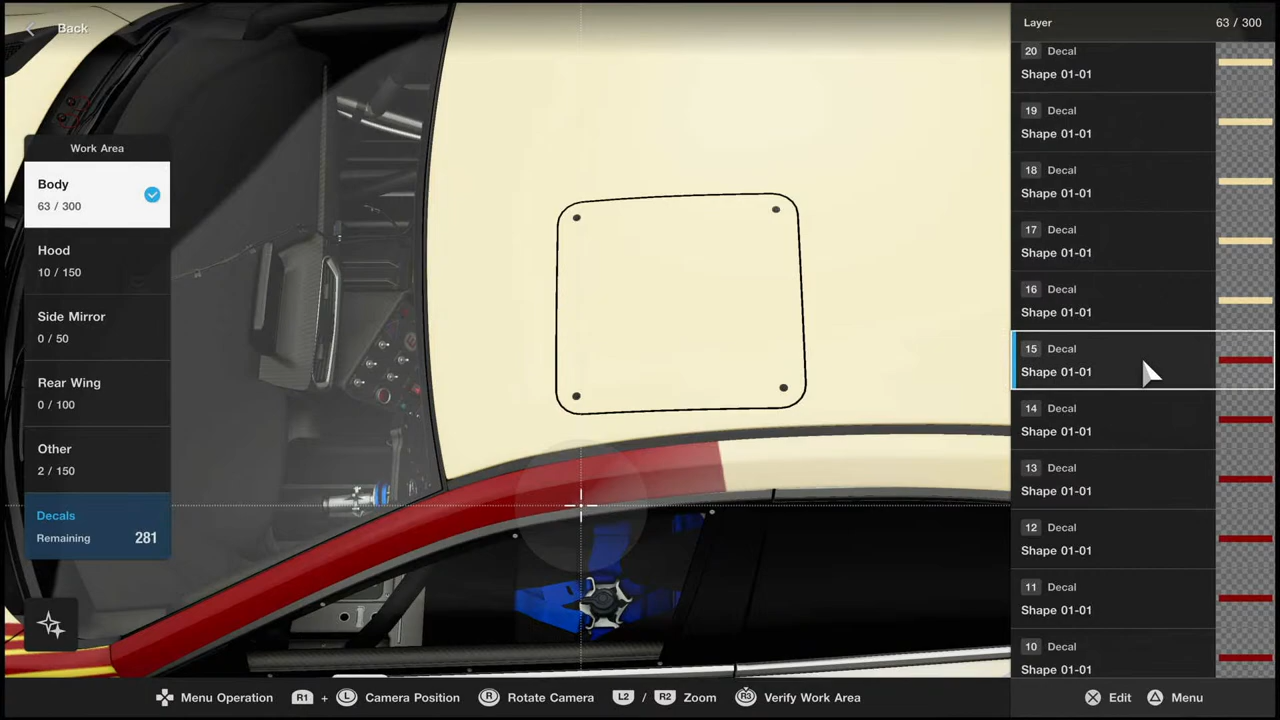 Back
Work Area
Body
63 / 300
Hood
10 / 150
Side Mirror
0 / 50
Rear Wing
0 / 100
Other
2 / 150
Decals
Remaining 281
Layer 63 / 300
20 Decal
Shape 01-01
19 Decal
Shape 01-01
18 Decal
Shape 01-01
17 Decal
Shape 01-01
16 Decal
Shape 01-01
15 Decal
Shape 01-01
14 Decal
Shape 01-01
13 Decal
Shape 01-01
12 Decal
Shape 01-01
11 Decal
Shape 01-01
10 Decal
Shape 01-01
Menu Operation R1 + L Camera Position R Rotate Camera L2 / R2 Zoom R3 Verify Work Area Edit Menu